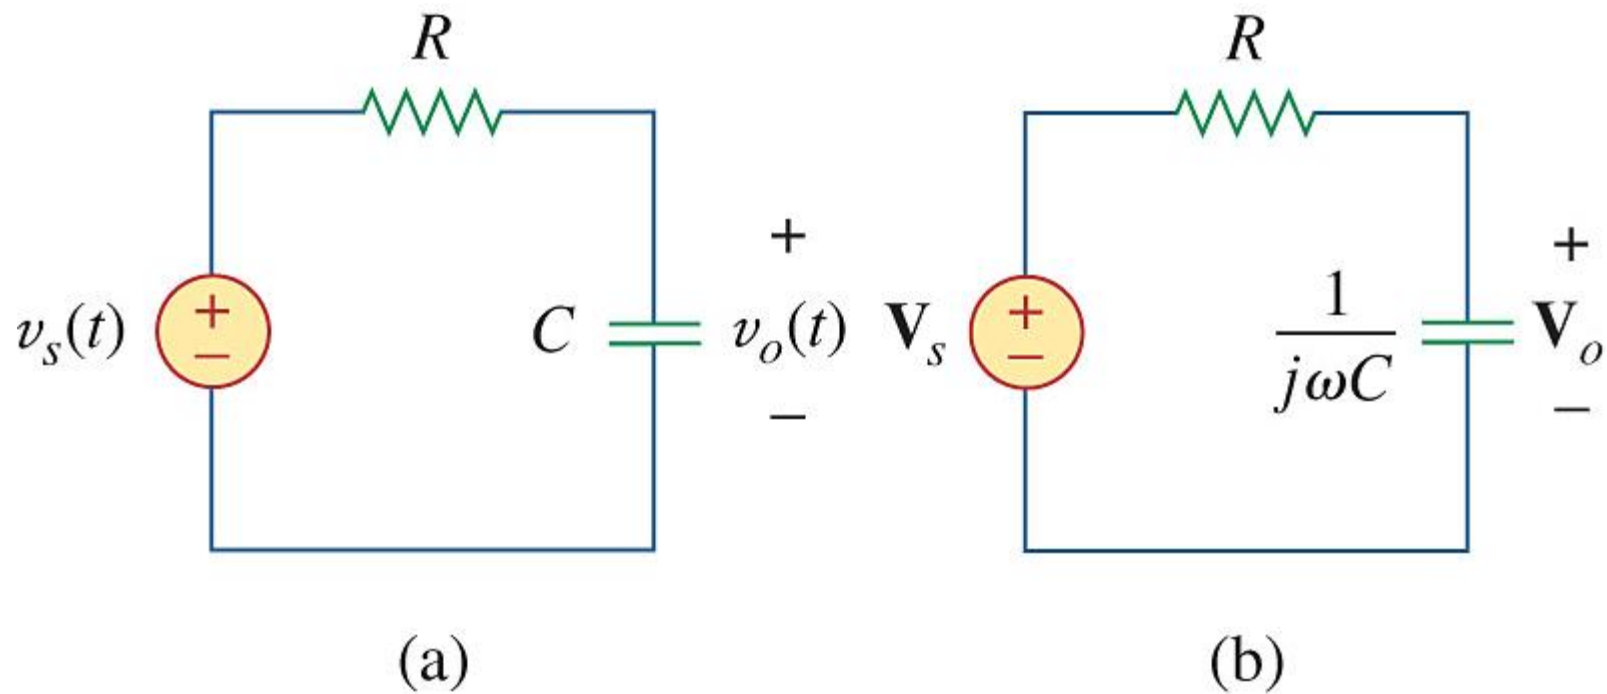 R
+
−
v_s(t)
C
+
v_o(t)
−
(a)
R
+
−
V_s
1
jωC
+
V_o
−
(b)